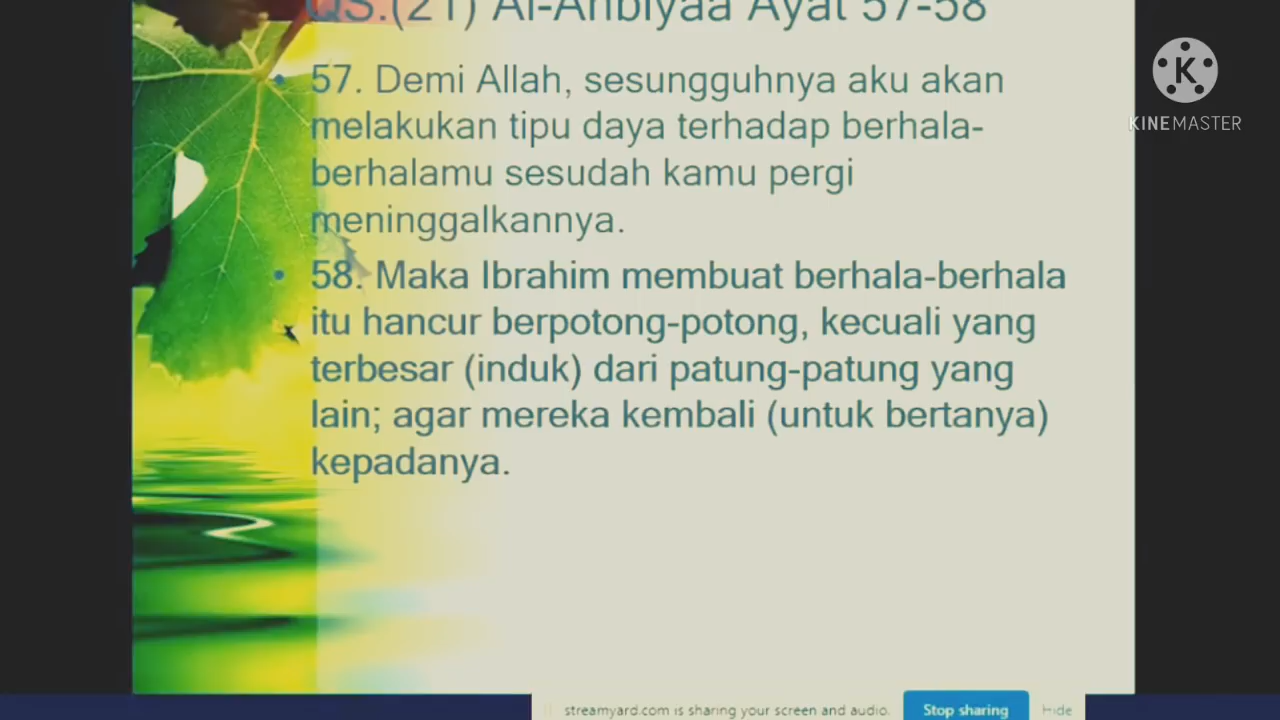 QS.(21) Al-Anbiyaa Ayat 57-58
• 57. Demi Allah, sesungguhnya aku akan
melakukan tipu daya terhadap berhala-
berhalamu sesudah kamu pergi
meninggalkannya.
• 58. Maka Ibrahim membuat berhala-berhala
itu hancur berpotong-potong, kecuali yang
terbesar (induk) dari patung-patung yang
lain; agar mereka kembali (untuk bertanya)
kepadanya.
K
KINEMASTER
streamyard.com is sharing your screen and audio.
Stop sharing
Hide